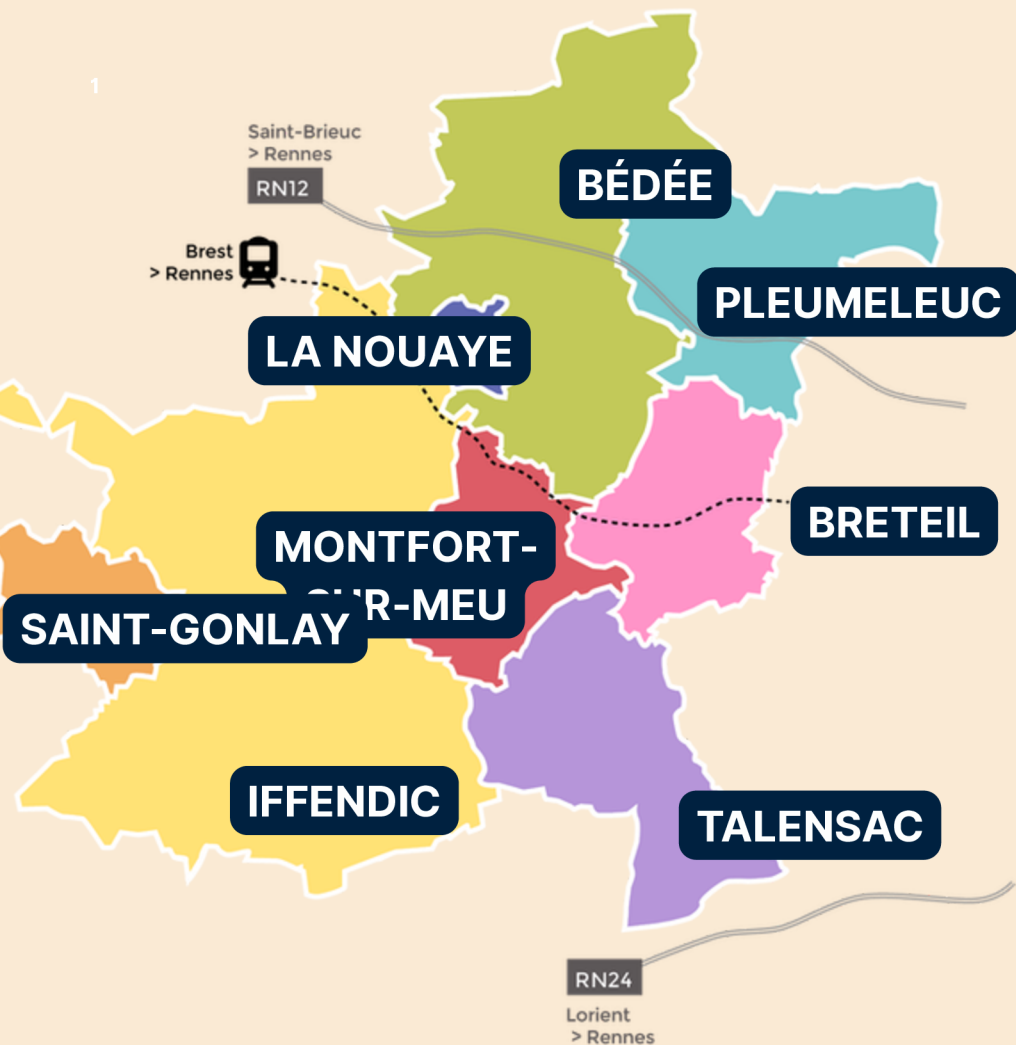 1
Saint-Brieuc
> Rennes
RN12
BÉDÉE
Brest
> Rennes
PLEUMELEUC
LA NOUAYE
BRETEIL
MONTFORT-
SUR-MEU
SAINT-GONLAY
IFFENDIC
TALENSAC
RN24
Lorient
> Rennes